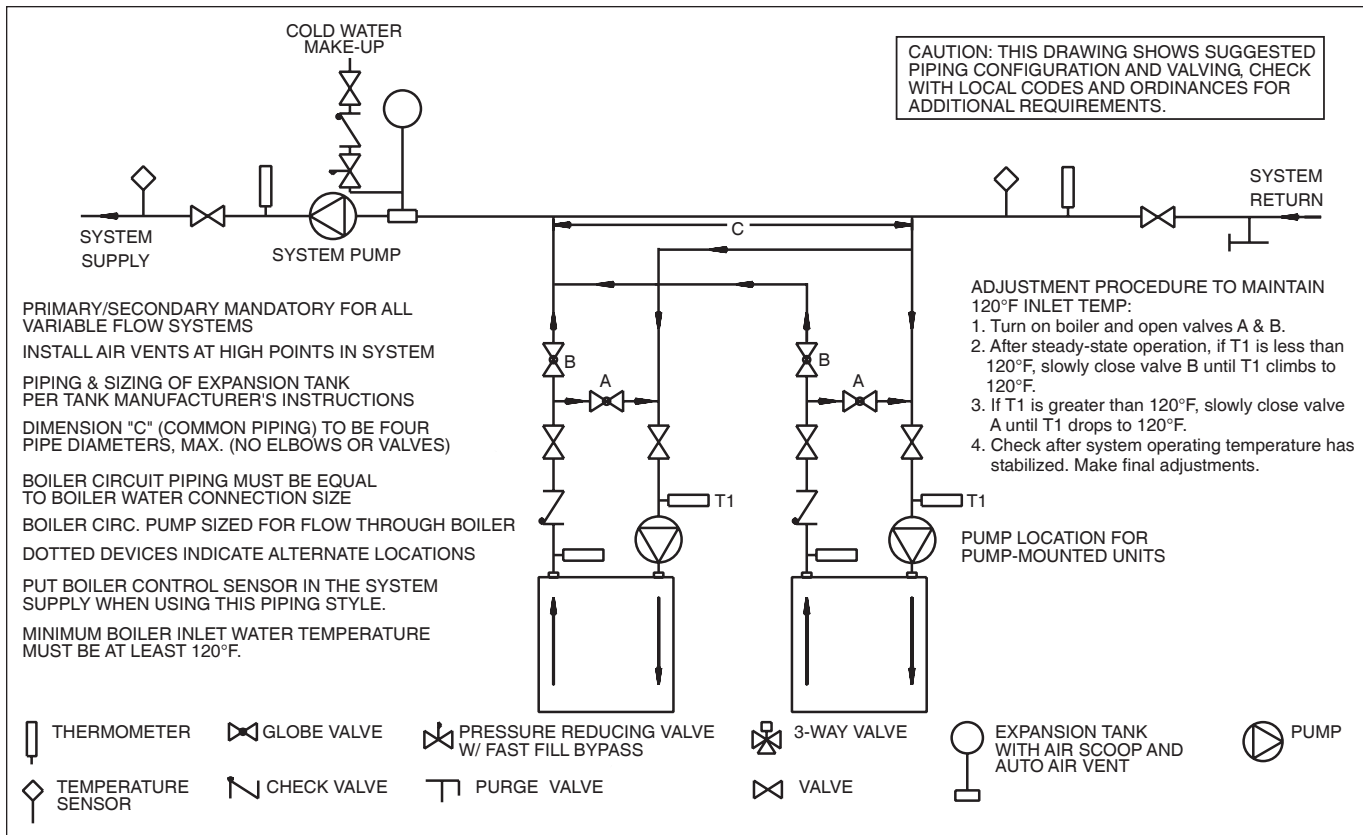 COLD WATER
MAKE-UP
CAUTION: THIS DRAWING SHOWS SUGGESTED
PIPING CONFIGURATION AND VALVING, CHECK
WITH LOCAL CODES AND ORDINANCES FOR
ADDITIONAL REQUIREMENTS.
SYSTEM
SUPPLY
SYSTEM PUMP
C
SYSTEM
RETURN
PRIMARY/SECONDARY MANDATORY FOR ALL
VARIABLE FLOW SYSTEMS
INSTALL AIR VENTS AT HIGH POINTS IN SYSTEM
PIPING & SIZING OF EXPANSION TANK
PER TANK MANUFACTURER'S INSTRUCTIONS
DIMENSION "C" (COMMON PIPING) TO BE FOUR
PIPE DIAMETERS, MAX. (NO ELBOWS OR VALVES)
BOILER CIRCUIT PIPING MUST BE EQUAL
TO BOILER WATER CONNECTION SIZE
BOILER CIRC. PUMP SIZED FOR FLOW THROUGH BOILER
DOTTED DEVICES INDICATE ALTERNATE LOCATIONS
PUT BOILER CONTROL SENSOR IN THE SYSTEM
SUPPLY WHEN USING THIS PIPING STYLE.
MINIMUM BOILER INLET WATER TEMPERATURE
MUST BE AT LEAST 120°F.
B
A
T1
B
A
T1
ADJUSTMENT PROCEDURE TO MAINTAIN
120°F INLET TEMP:
1. Turn on boiler and open valves A & B.
2. After steady-state operation, if T1 is less than
120°F, slowly close valve B until T1 climbs to
120°F.
3. If T1 is greater than 120°F, slowly close valve
A until T1 drops to 120°F.
4. Check after system operating temperature has
stabilized. Make final adjustments.
PUMP LOCATION FOR
PUMP-MOUNTED UNITS
THERMOMETER
GLOBE VALVE
PRESSURE REDUCING VALVE
W/ FAST FILL BYPASS
3-WAY VALVE
EXPANSION TANK
WITH AIR SCOOP AND
AUTO AIR VENT
PUMP
TEMPERATURE
SENSOR
CHECK VALVE
PURGE VALVE
VALVE